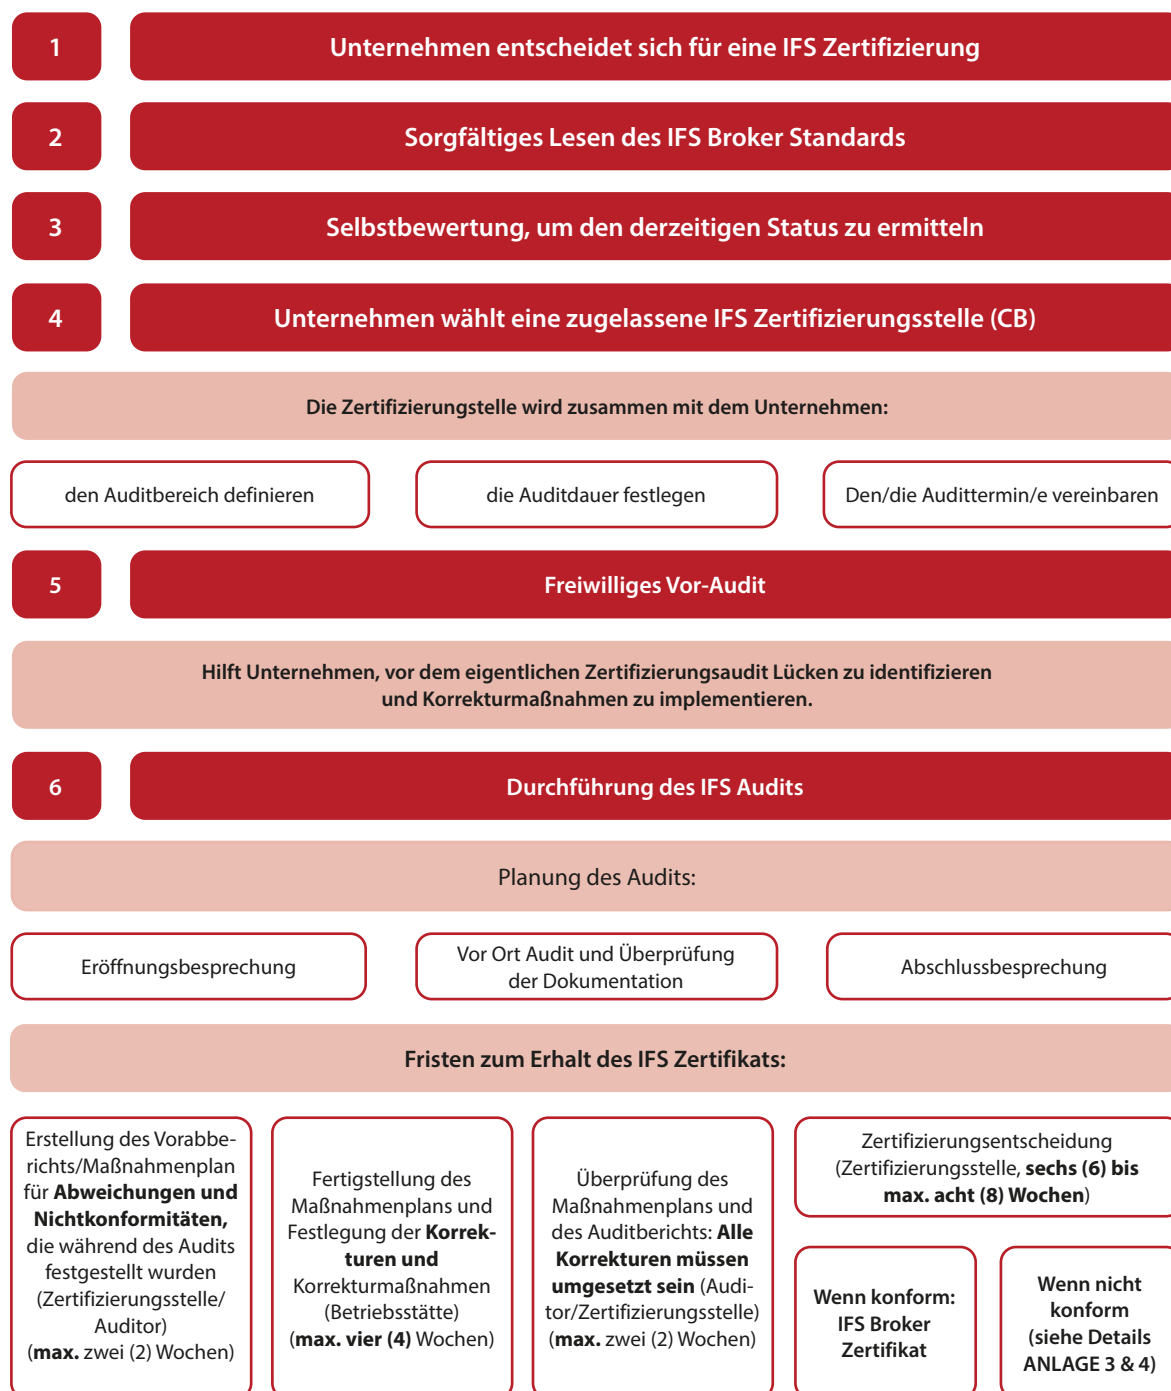 1
Unternehmen entscheidet sich für eine IFS Zertifizierung
2
Sorgfältiges Lesen des IFS Broker Standards
3
Selbstbewertung, um den derzeitigen Status zu ermitteln
4
Unternehmen wählt eine zugelassene IFS Zertifizierungsstelle (CB)
Die Zertifizierungstelle wird zusammen mit dem Unternehmen:
den Auditbereich definieren
die Auditdauer festlegen
Den/die Audittermin/e vereinbaren
5
Freiwilliges Vor-Audit
Hilft Unternehmen, vor dem eigentlichen Zertifizierungsaudit Lücken zu identifizieren
und Korrekturmaßnahmen zu implementieren.
6
Durchführung des IFS Audits
Planung des Audits:
Eröffnungsbesprechung
Vor Ort Audit und Überprüfung
der Dokumentation
Abschlussbesprechung
Fristen zum Erhalt des IFS Zertifikats:
Erstellung des Vorabbe-
richts/Maßnahmenplan
für Abweichungen und
Nichtkonformitäten,
die während des Audits
festgestellt wurden
(Zertifizierungsstelle/
Auditor)
(max. zwei (2) Wochen)
Fertigstellung des
Maßnahmenplans und
Festlegung der Korrek-
turen und
Korrekturmaßnahmen
(Betriebsstätte)
(max. vier (4) Wochen)
Überprüfung des
Maßnahmenplans und
des Auditberichts: Alle
Korrekturen müssen
umgesetzt sein (Audi-
tor/Zertifizierungsstelle)
(max. zwei (2) Wochen)
Zertifizierungsentscheidung
(Zertifizierungsstelle, sechs (6) bis
max. acht (8) Wochen)
Wenn konform:
IFS Broker
Zertifikat
Wenn nicht
konform
(siehe Details
ANLAGE 3 & 4)